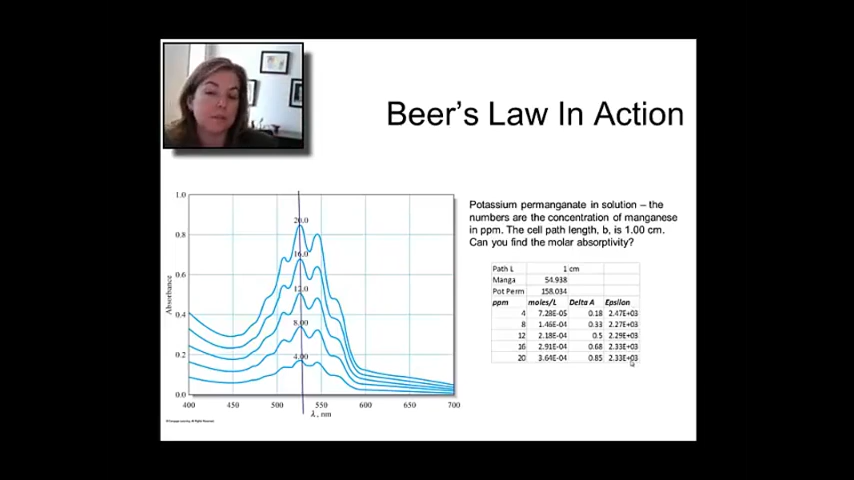 Beer's Law In Action
1.0
0.8
0.6
0.4
0.2
0.0
Absorbance
20.0
16.0
12.0
8.00
4.00
400
450
500
550
600
650
700
λ, nm
Potassium permanganate in solution – the
numbers are the concentration of manganese
in ppm. The cell path length, b, is 1.00 cm.
Can you find the molar absorptivity?
Path L 1 cm
Manga 54.938
Pot Perm 158.034
ppm moles/L Delta A Epsilon
4 7.28E-05 0.18 2.47E+03
8 1.46E-04 0.33 2.27E+03
12 2.18E-04 0.5 2.29E+03
16 2.91E-04 0.68 2.33E+03
20 3.64E-04 0.85 2.33E+03